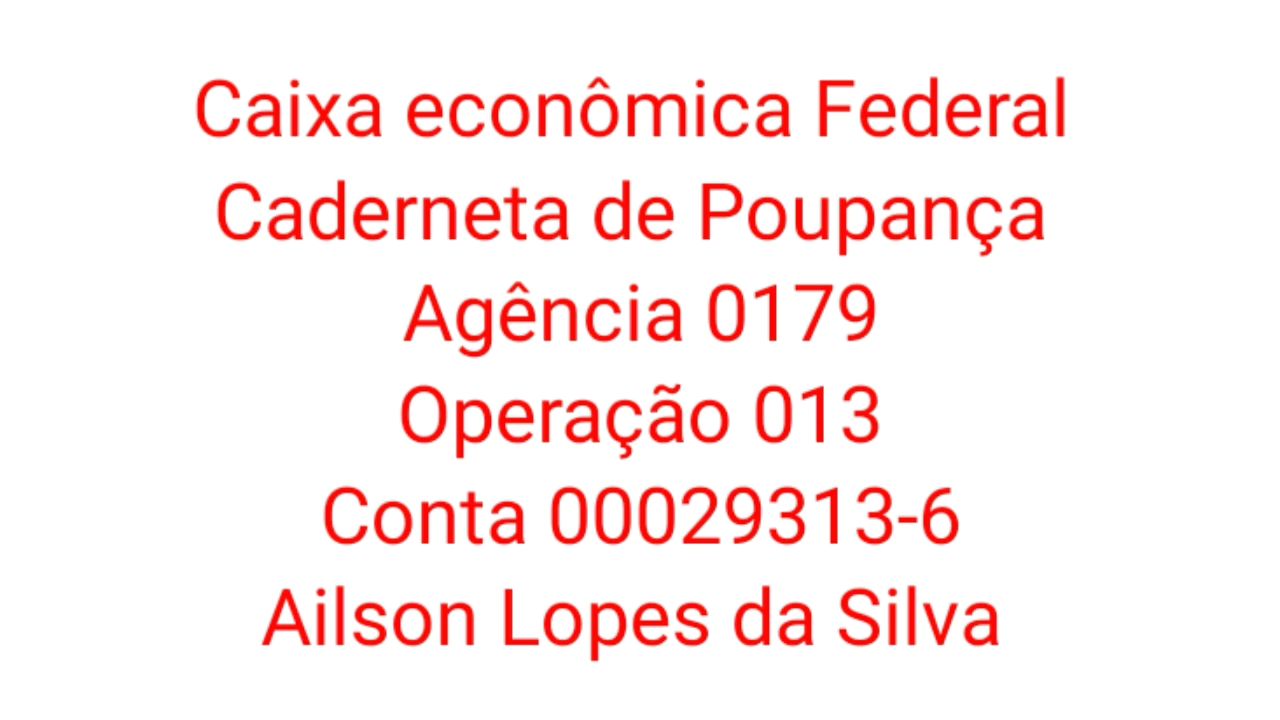 Caixa econômica Federal
Caderneta de Poupança
Agência 0179
Operação 013
Conta 00029313-6
Ailson Lopes da Silva